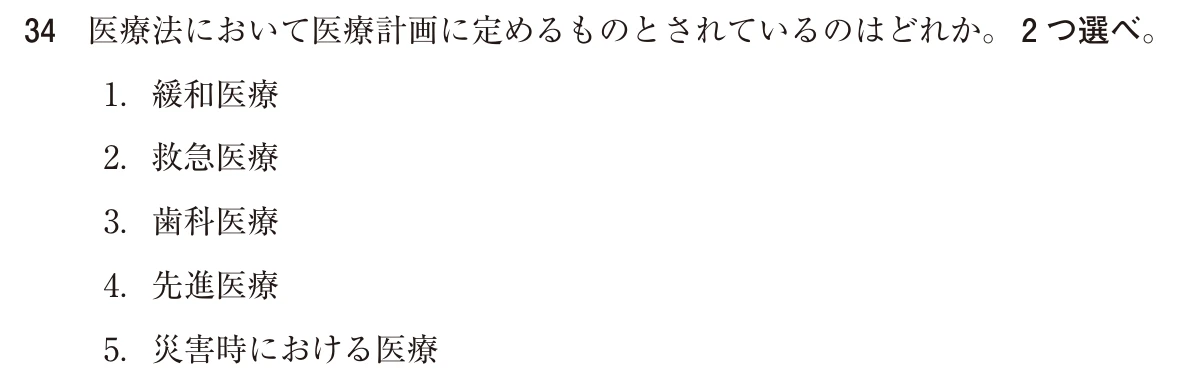 34 医療法において医療計画に定めるものとされているのはどれか。2つ選べ。
1. 緩和医療
2. 救急医療
3. 歯科医療
4. 先進医療
5. 災害時における医療